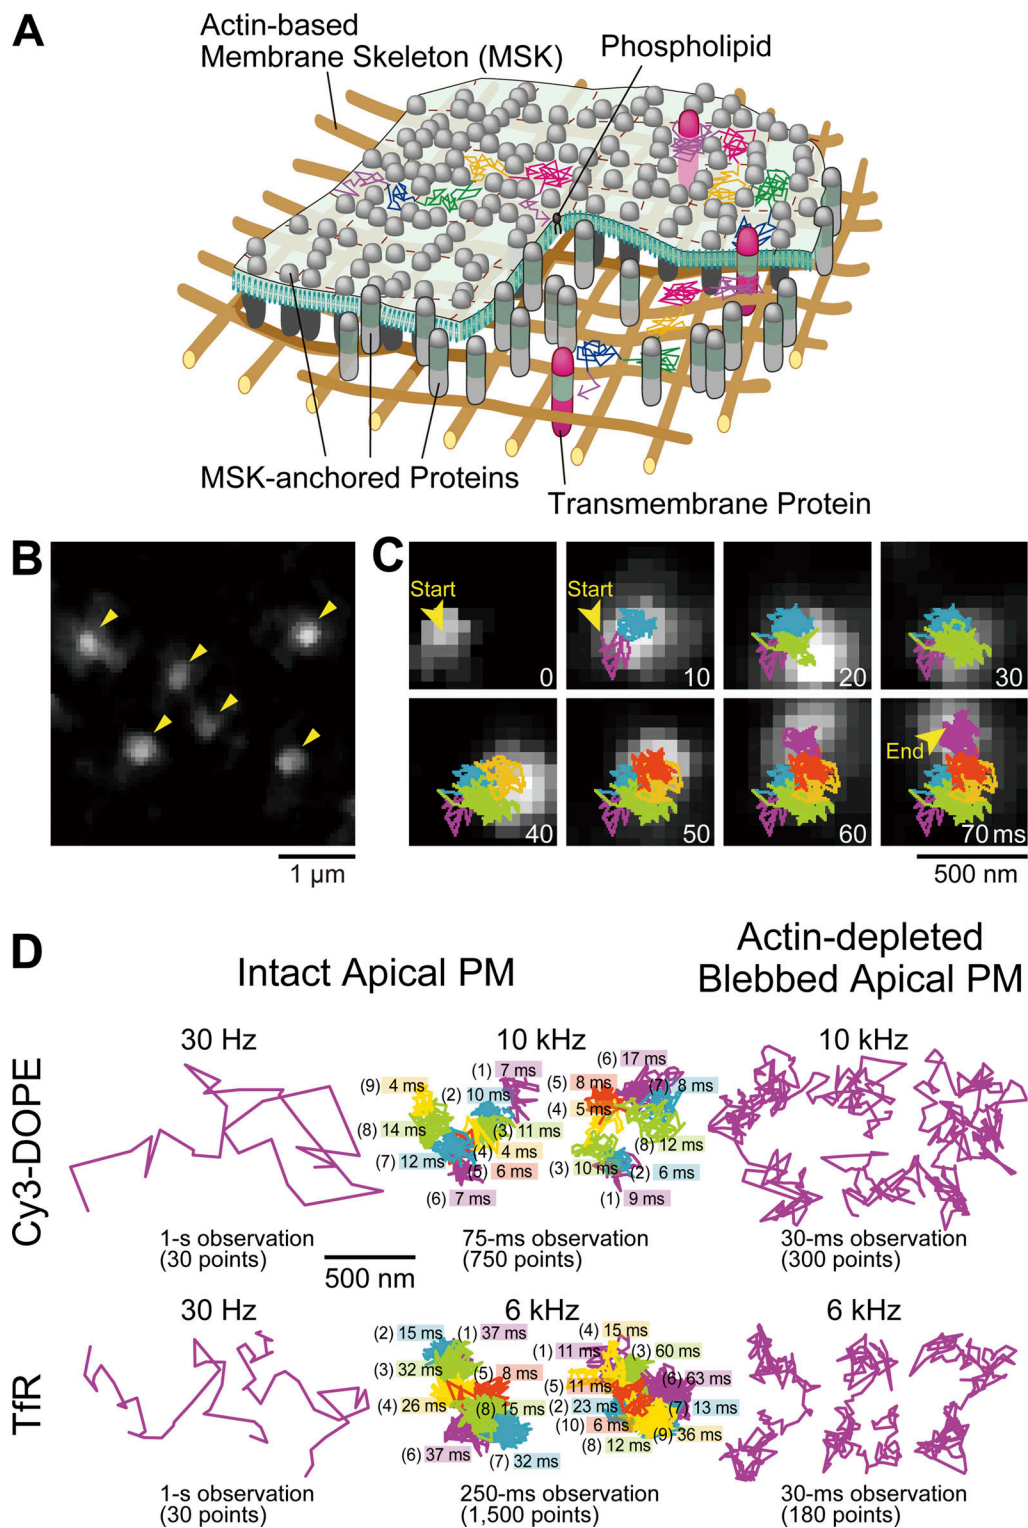 A
Actin-based
Membrane Skeleton (MSK)
Phospholipid
MSK-anchored Proteins
Transmembrane Protein
B
1 μm
C
Start
0
Start
10
20
30
40
50
60
End
70 ms
500 nm
D
Intact Apical PM
Actin-depleted
Blebbed Apical PM
Cy3-DOPE
30 Hz
10 kHz
10 kHz
(1) 7 ms
(2) 10 ms
(3) 11 ms
(4) 4 ms
(5) 6 ms
(6) 7 ms
(7) 12 ms
(8) 14 ms
(9) 4 ms
(6) 17 ms
(5) 8 ms
(7) 8 ms
(4) 5 ms
(8) 12 ms
(3) 10 ms
(2) 6 ms
(1) 9 ms
1-s observation
(30 points)
75-ms observation
(750 points)
30-ms observation
(300 points)
500 nm
TfR
30 Hz
6 kHz
6 kHz
(2) 15 ms
(1) 37 ms
(3) 32 ms
(5) 8 ms
(4) 26 ms
(8) 15 ms
(6) 37 ms
(7) 32 ms
(4) 15 ms
(1) 11 ms
(3) 60 ms
(5) 11 ms
(6) 63 ms
(2) 23 ms
(7) 13 ms
(10) 6 ms
(9) 36 ms
(8) 12 ms
1-s observation
(30 points)
250-ms observation
(1,500 points)
30-ms observation
(180 points)